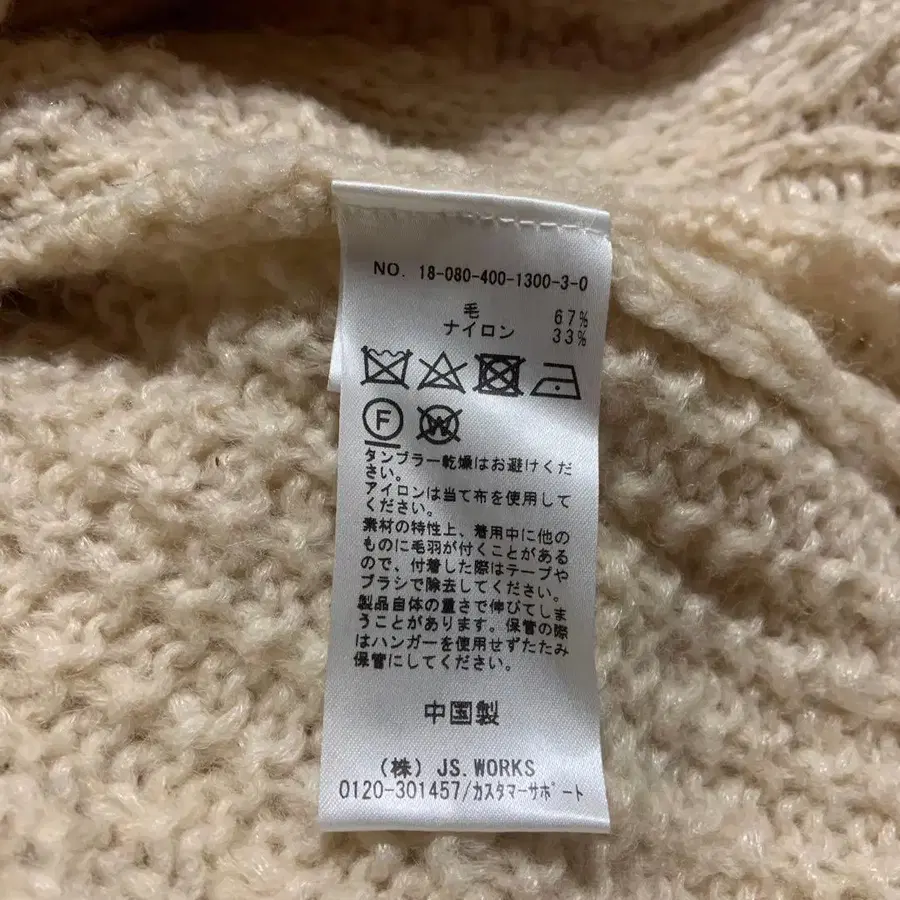 NO. 18-080-400-1300-3-0
毛 67%
ナイロン 33%
F
W
タンブラー乾燥はお避けくだ
さい。
アイロンは当て布を使用して
ください。
素材の特性上、着用中に他の
ものに毛羽が付くことがある
ので、付着した際はテープや
ブラシで除去してください。
製品自体の重さで伸びてしま
うことがあります。保管の際
はハンガーを使用せずたたみ
保管にしてください。
中国製
(株) JS.WORKS
0120-301457/カスタマーサポート